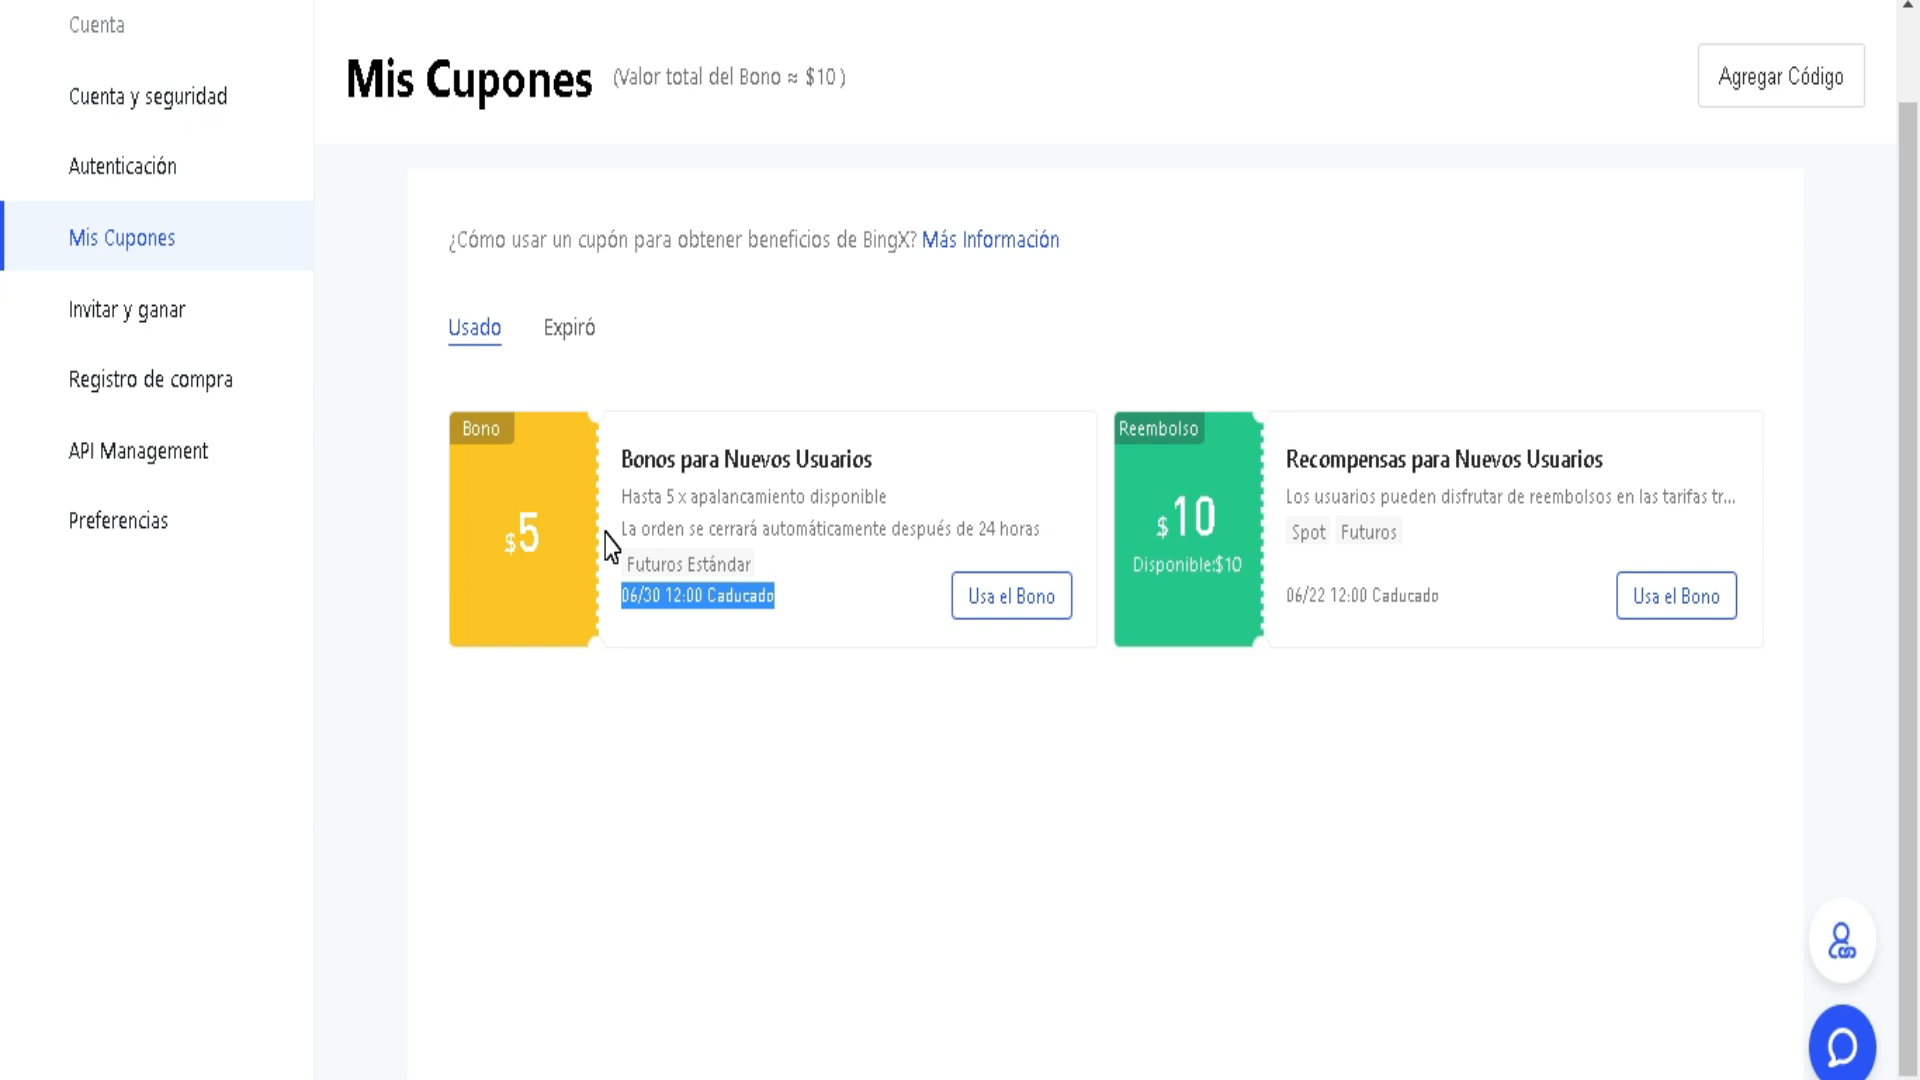 Cuenta
Cuenta y seguridad
Autenticación
Mis Cupones
Invitar y ganar
Registro de compra
API Management
Preferencias
Mis Cupones (Valor total del Bono ≈ $10 )
Agregar Código
¿Cómo usar un cupón para obtener beneficios de BingX? Más Información
Usado Expiró
Bono
$5
Bonos para Nuevos Usuarios
Hasta 5 x apalancamiento disponible
La orden se cerrará automáticamente después de 24 horas
Futuros Estándar
06/30 12:00 Caducado
Usa el Bono
Reembolso
$10
Disponible:$10
Recompensas para Nuevos Usuarios
Los usuarios pueden disfrutar de reembolsos en las tarifas tr...
Spot Futuros
06/22 12:00 Caducado
Usa el Bono